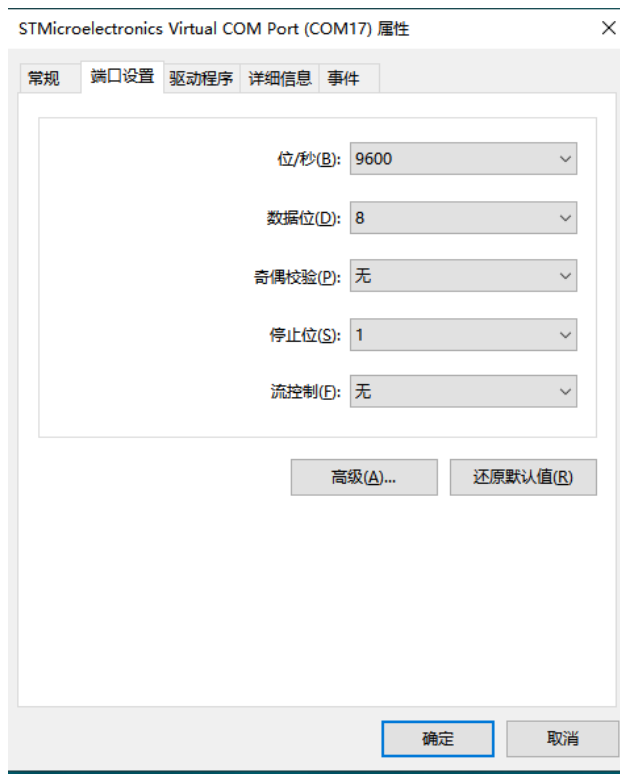 STMicroelectronics Virtual COM Port (COM17) 属性
常规 端口设置 驱动程序 详细信息 事件
位/秒(B): 9600
数据位(D): 8
奇偶校验(P): 无
停止位(S): 1
流控制(F): 无
高级(A)... 还原默认值(R)
确定 取消